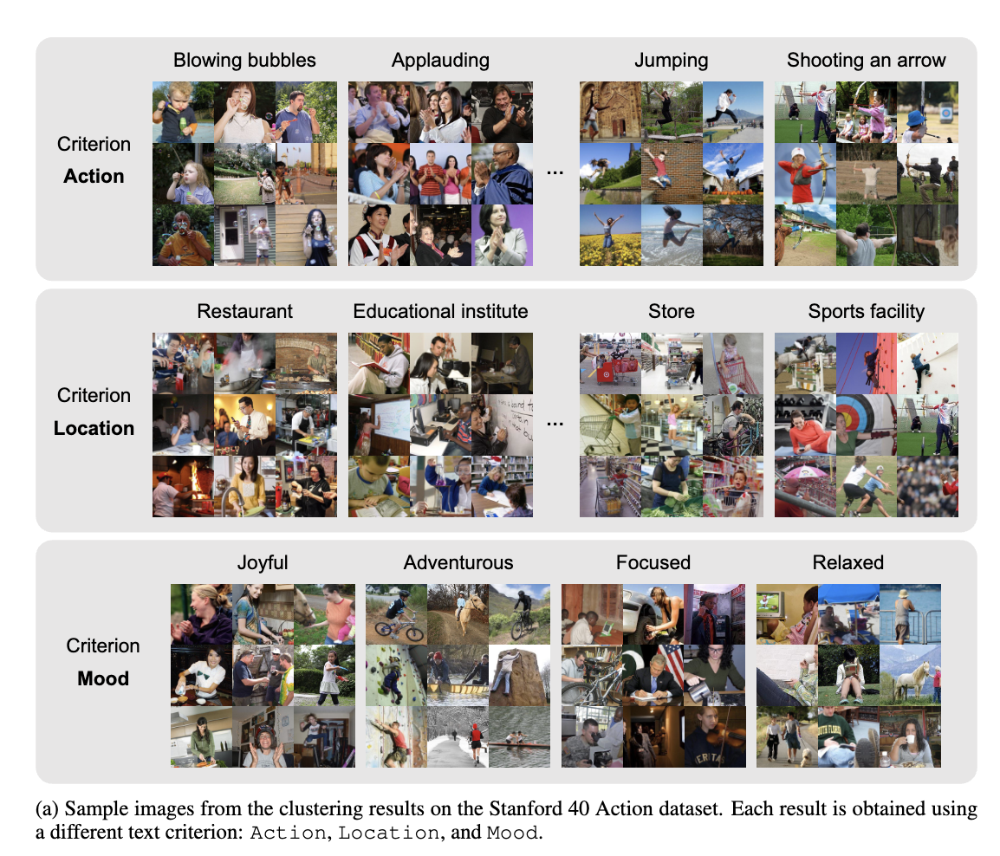 Blowing bubbles
Applauding
Jumping
Shooting an arrow
Criterion
Action
...
Restaurant
Educational institute
Store
Sports facility
Criterion
Location
...
Joyful
Adventurous
Focused
Relaxed
Criterion
Mood
VERITAS
(a) Sample images from the clustering results on the Stanford 40 Action dataset. Each result is obtained using
a different text criterion: Action, Location, and Mood.